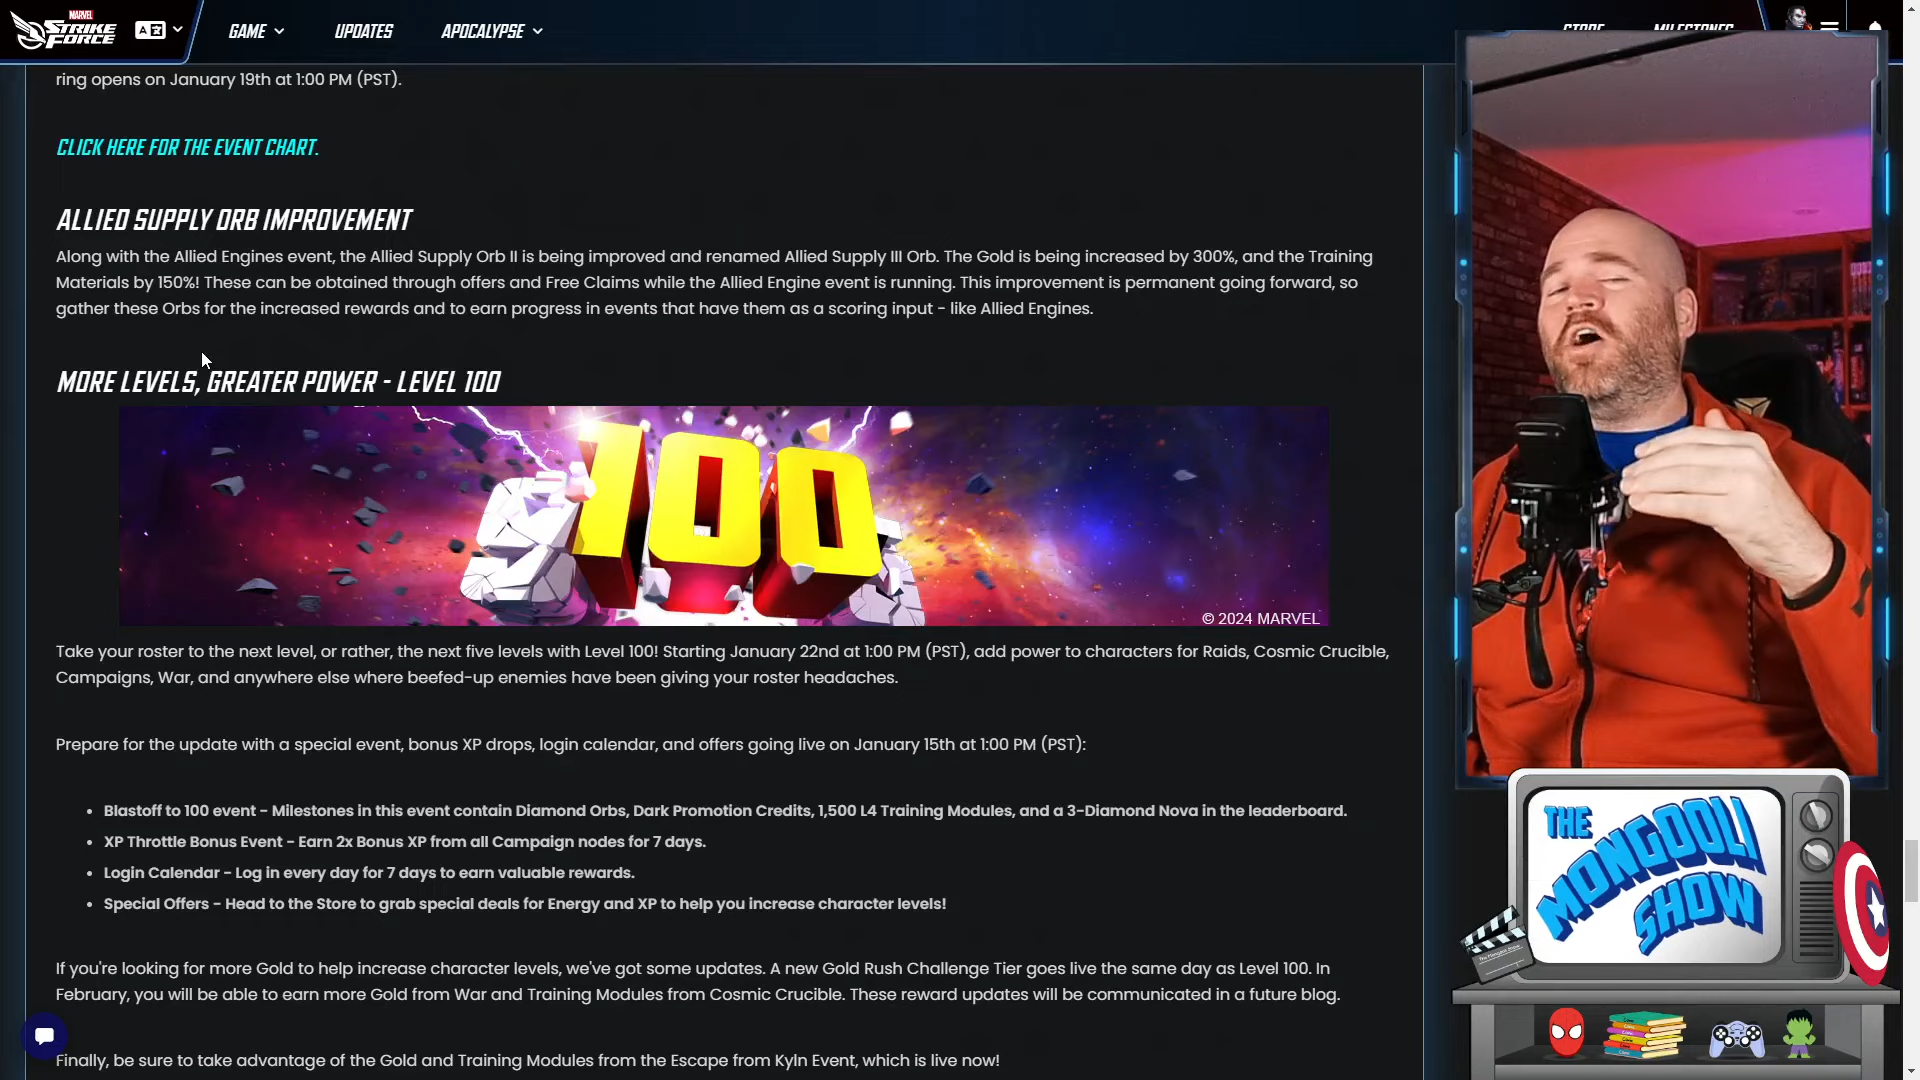 MARVEL
STRIKE
FORCE
GAME
UPDATES
APOCALYPSE
STORE
MILESTONES
ring opens on January 19th at 1:00 PM (PST).
CLICK HERE FOR THE EVENT CHART.
ALLIED SUPPLY ORB IMPROVEMENT
Along with the Allied Engines event, the Allied Supply Orb II is being improved and renamed Allied Supply III Orb. The Gold is being increased by 300%, and the Training
Materials by 150%! These can be obtained through offers and Free Claims while the Allied Engine event is running. This improvement is permanent going forward, so
gather these Orbs for the increased rewards and to earn progress in events that have them as a scoring input - like Allied Engines.
MORE LEVELS, GREATER POWER - LEVEL 100
100
© 2024 MARVEL
Take your roster to the next level, or rather, the next five levels with Level 100! Starting January 22nd at 1:00 PM (PST), add power to characters for Raids, Cosmic Crucible,
Campaigns, War, and anywhere else where beefed-up enemies have been giving your roster headaches.
Prepare for the update with a special event, bonus XP drops, login calendar, and offers going live on January 15th at 1:00 PM (PST):
• Blastoff to 100 event - Milestones in this event contain Diamond Orbs, Dark Promotion Credits, 1,500 L4 Training Modules, and a 3-Diamond Nova in the leaderboard.
• XP Throttle Bonus Event - Earn 2x Bonus XP from all Campaign nodes for 7 days.
• Login Calendar - Log in every day for 7 days to earn valuable rewards.
• Special Offers - Head to the Store to grab special deals for Energy and XP to help you increase character levels!
If you're looking for more Gold to help increase character levels, we've got some updates. A new Gold Rush Challenge Tier goes live the same day as Level 100. In
February, you will be able to earn more Gold from War and Training Modules from Cosmic Crucible. These reward updates will be communicated in a future blog.
Finally, be sure to take advantage of the Gold and Training Modules from the Escape from Kyln Event, which is live now!
THE
MONGOOLI
SHOW